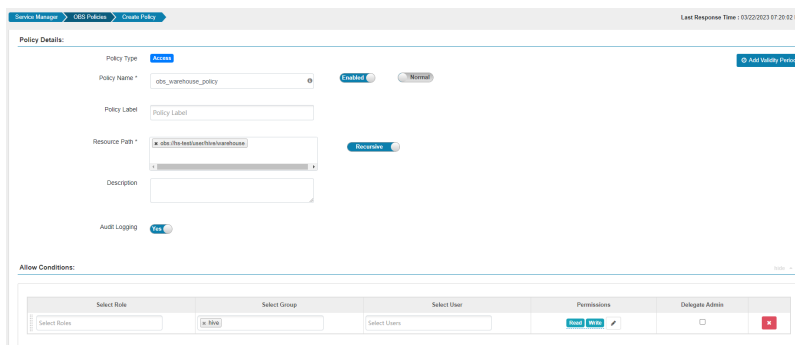 Service Manager OBS Policies Create Policy Last Response Time : 03/22/2023 07:20:02
Policy Details:
Policy Type Access
Add Validity Period
Policy Name * obs_warehouse_policy Enabled Normal
Policy Label Policy Label
Resource Path * obs://hs-test/user/hive/warehouse Recursive
Description
Audit Logging Yes
Allow Conditions: hide
Select Role Select Group Select User Permissions Delegate Admin
Select Roles hive Select Users Read Write